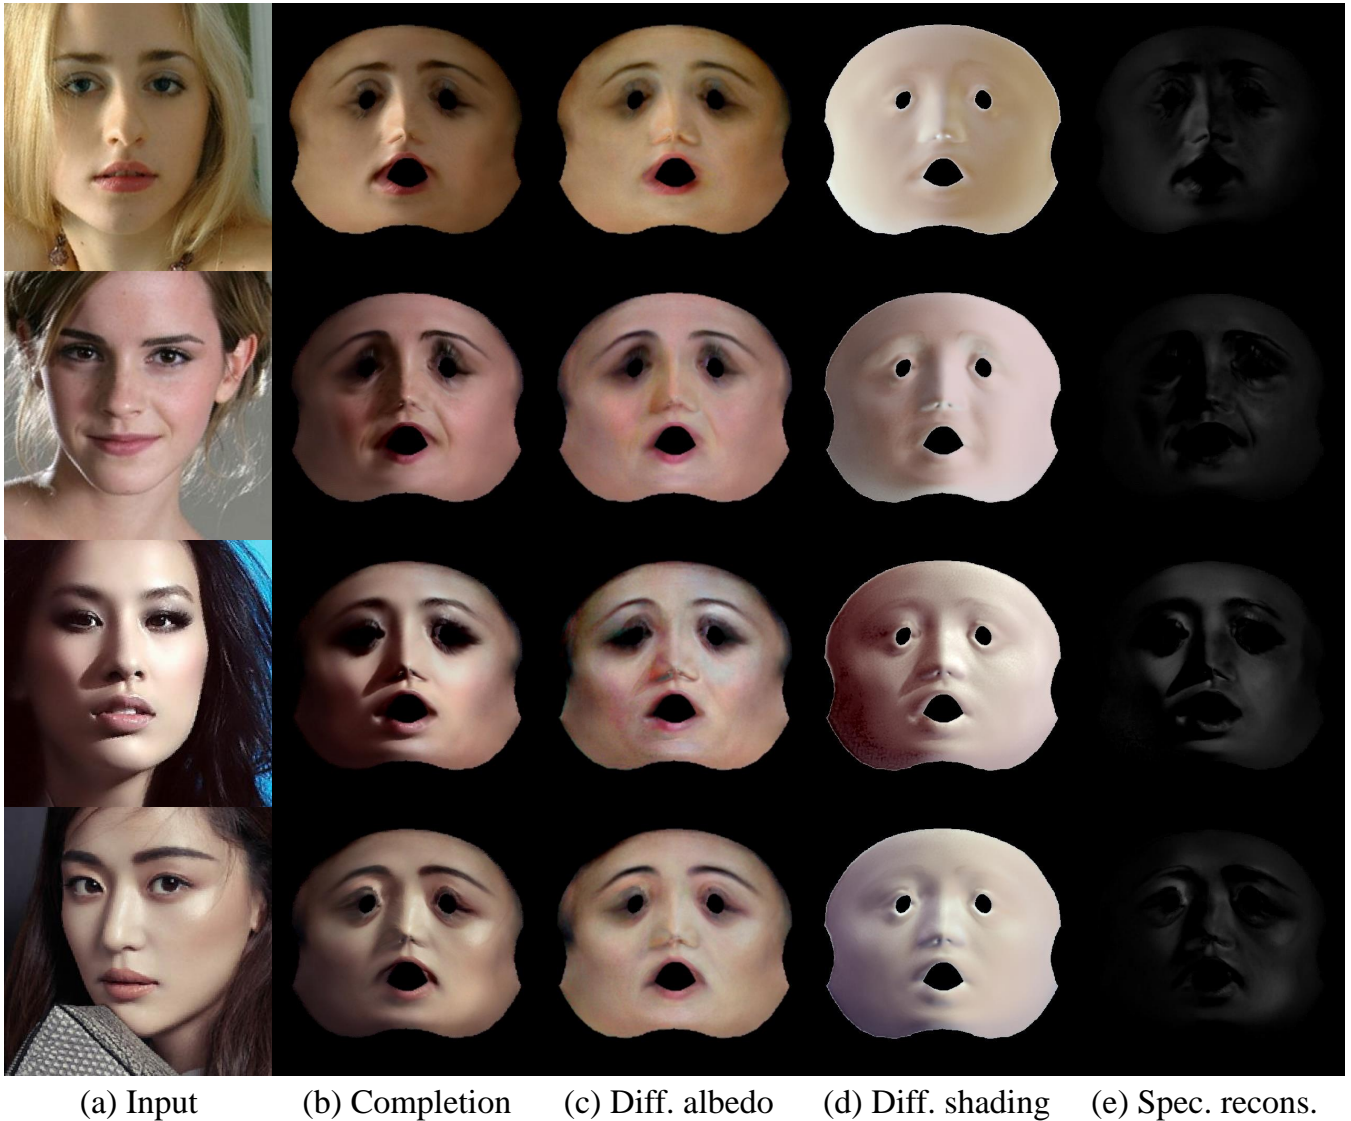 (a) Input (b) Completion (c) Diff. albedo (d) Diff. shading (e) Spec. recons.